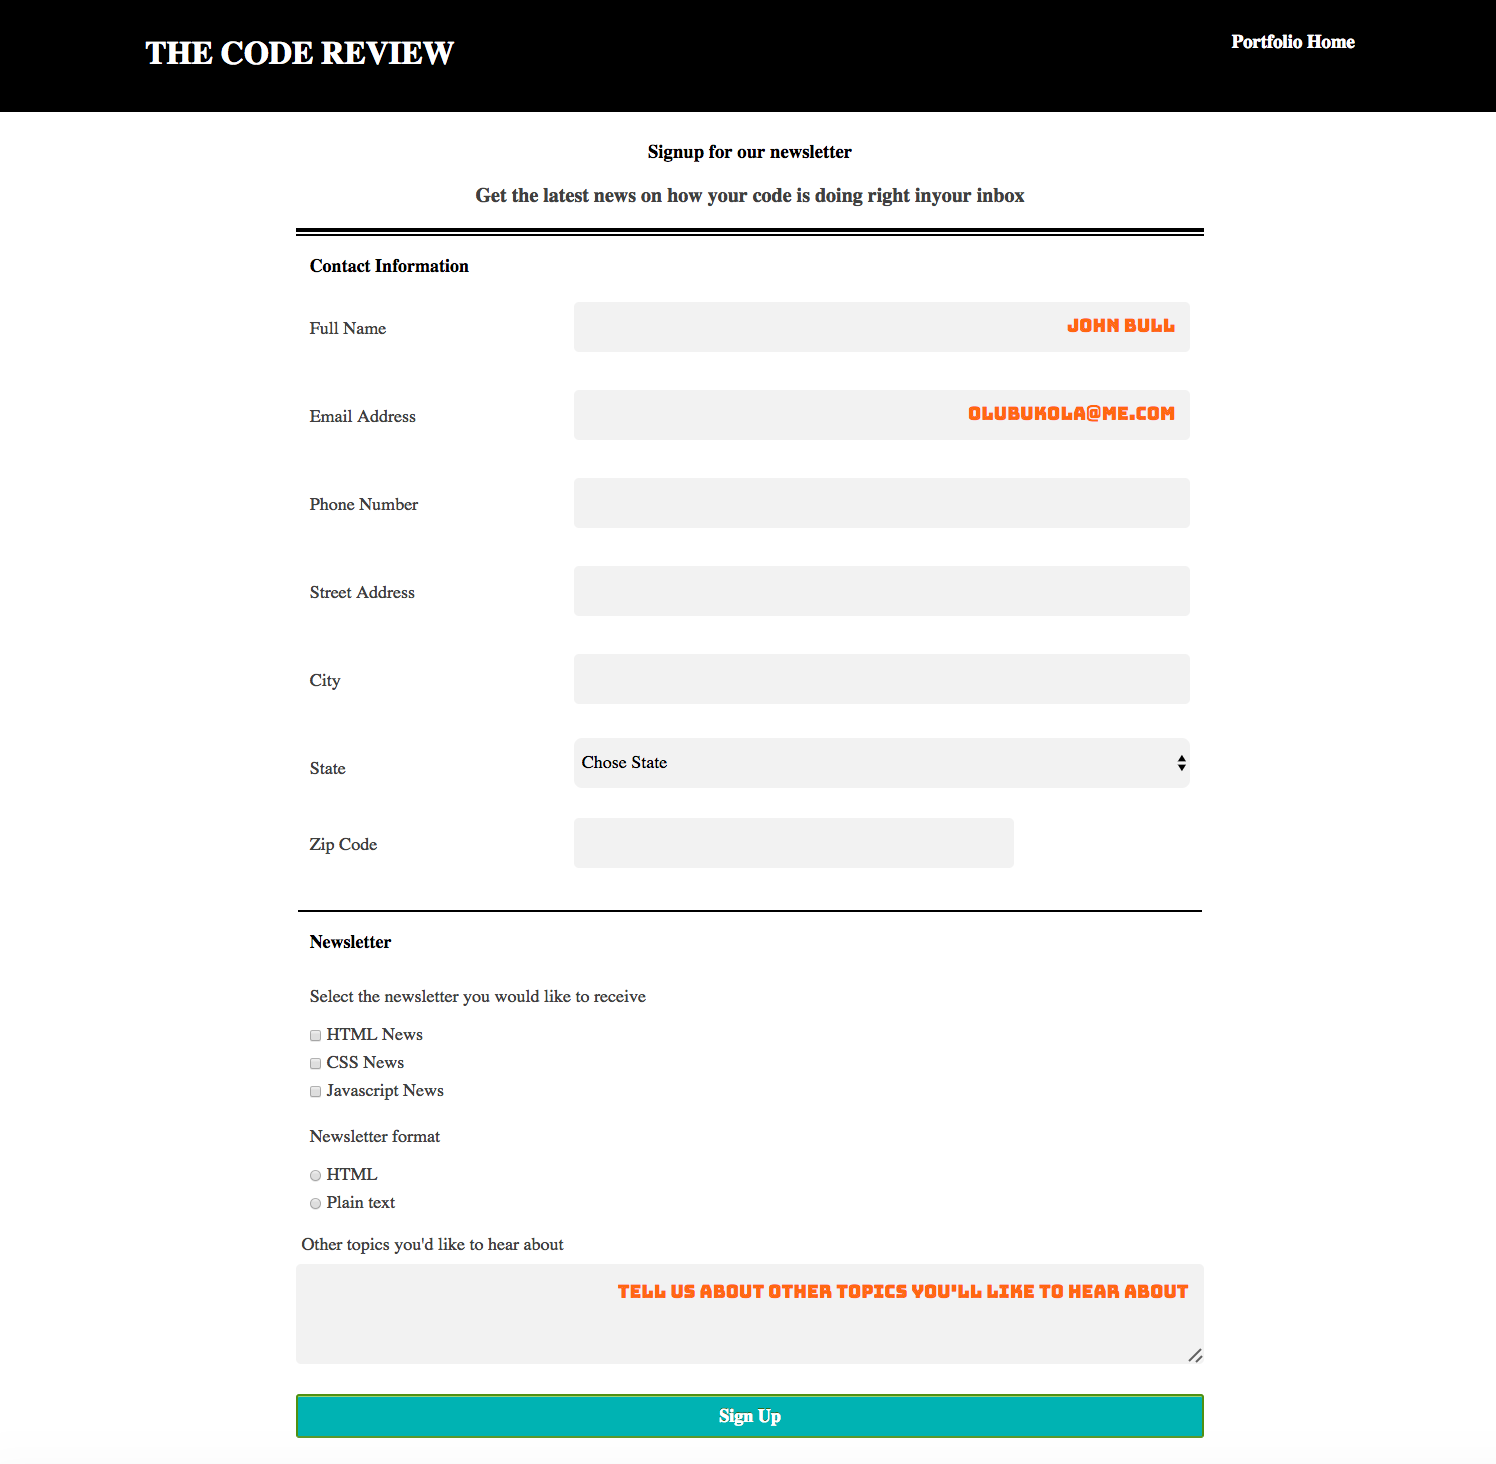 THE CODE REVIEW
Portfolio Home
Signup for our newsletter
Get the latest news on how your code is doing right inyour inbox
Contact Information
Full Name
JOHN BULL
Email Address
OLUBUKOLA@ME.COM
Phone Number
Street Address
City
State
Chose State
Zip Code
Newsletter
Select the newsletter you would like to receive
HTML News
CSS News
Javascript News
Newsletter format
HTML
Plain text
Other topics you'd like to hear about
TELL US ABOUT OTHER TOPICS YOU'LL LIKE TO HEAR ABOUT
Sign Up